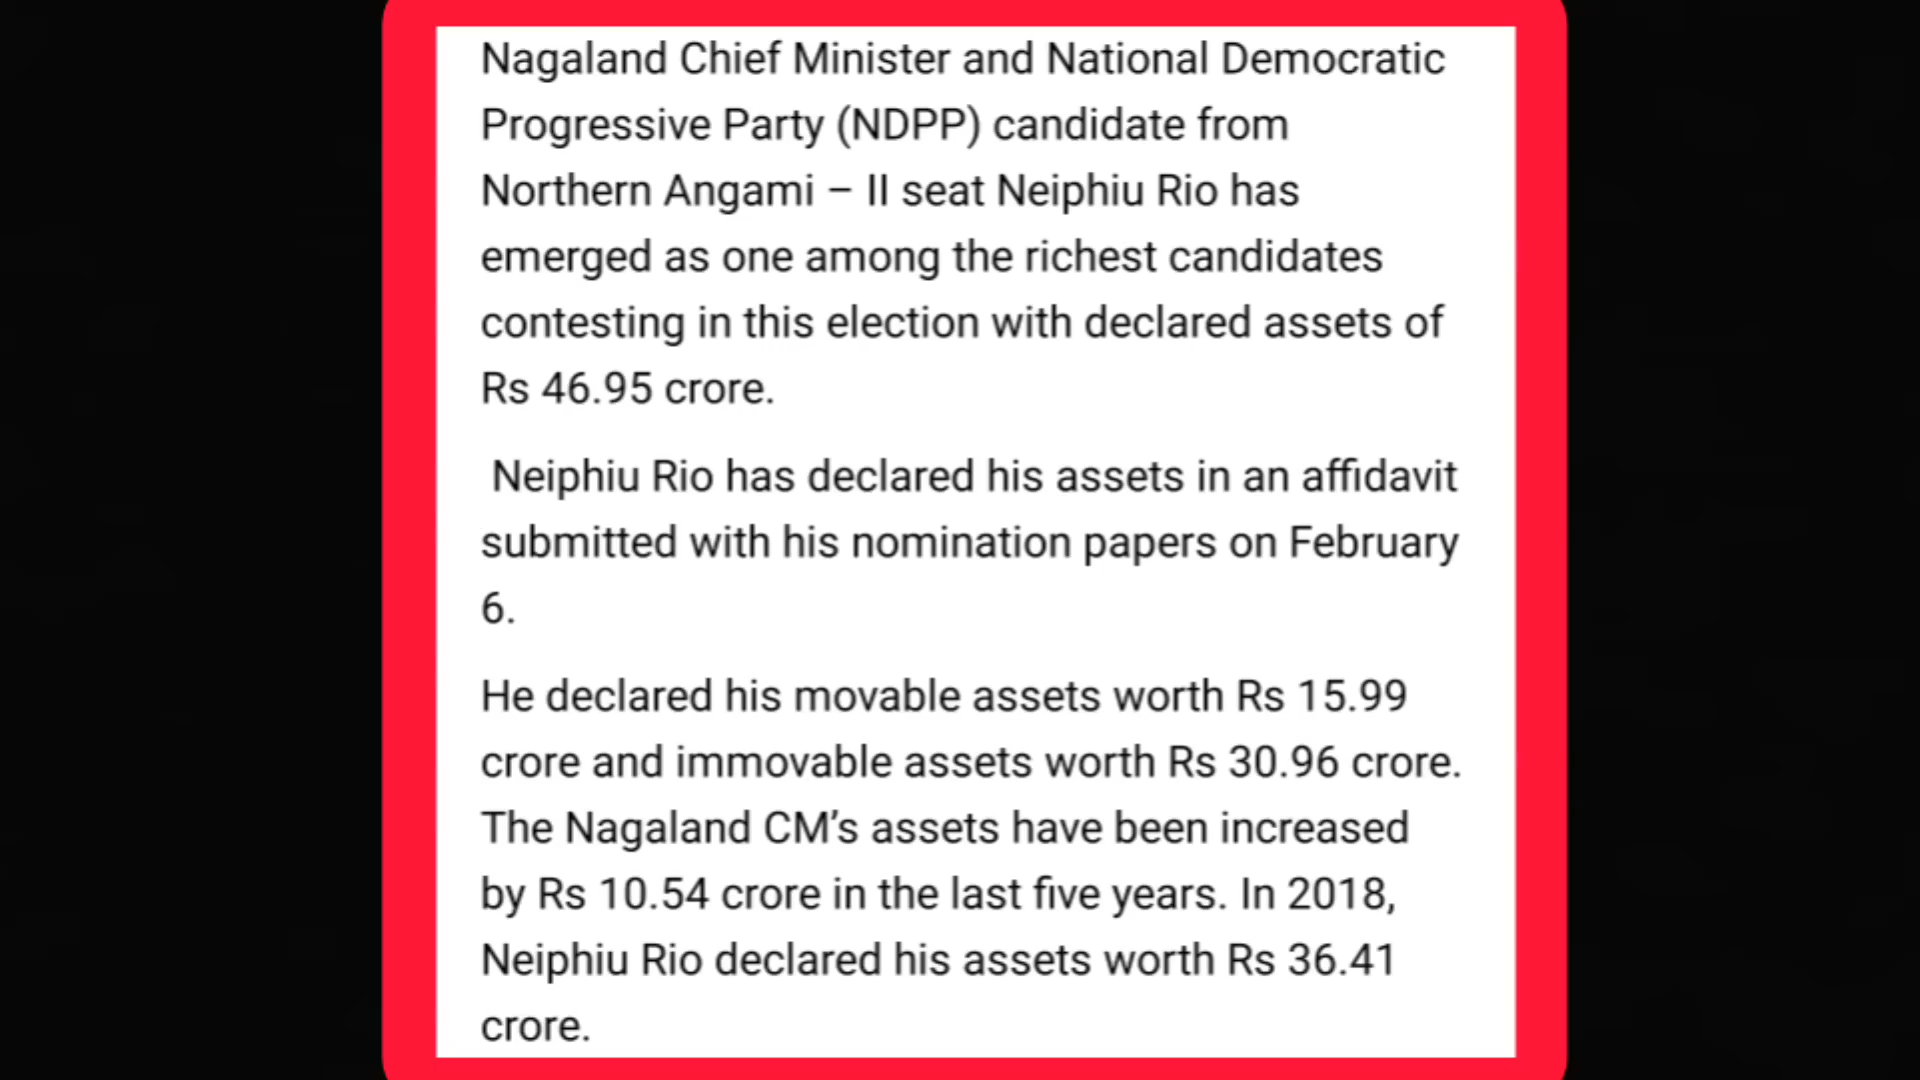 Nagaland Chief Minister and National Democratic
Progressive Party (NDPP) candidate from
Northern Angami – II seat Neiphiu Rio has
emerged as one among the richest candidates
contesting in this election with declared assets of
Rs 46.95 crore.
Neiphiu Rio has declared his assets in an affidavit
submitted with his nomination papers on February
6.
He declared his movable assets worth Rs 15.99
crore and immovable assets worth Rs 30.96 crore.
The Nagaland CM’s assets have been increased
by Rs 10.54 crore in the last five years. In 2018,
Neiphiu Rio declared his assets worth Rs 36.41
crore.